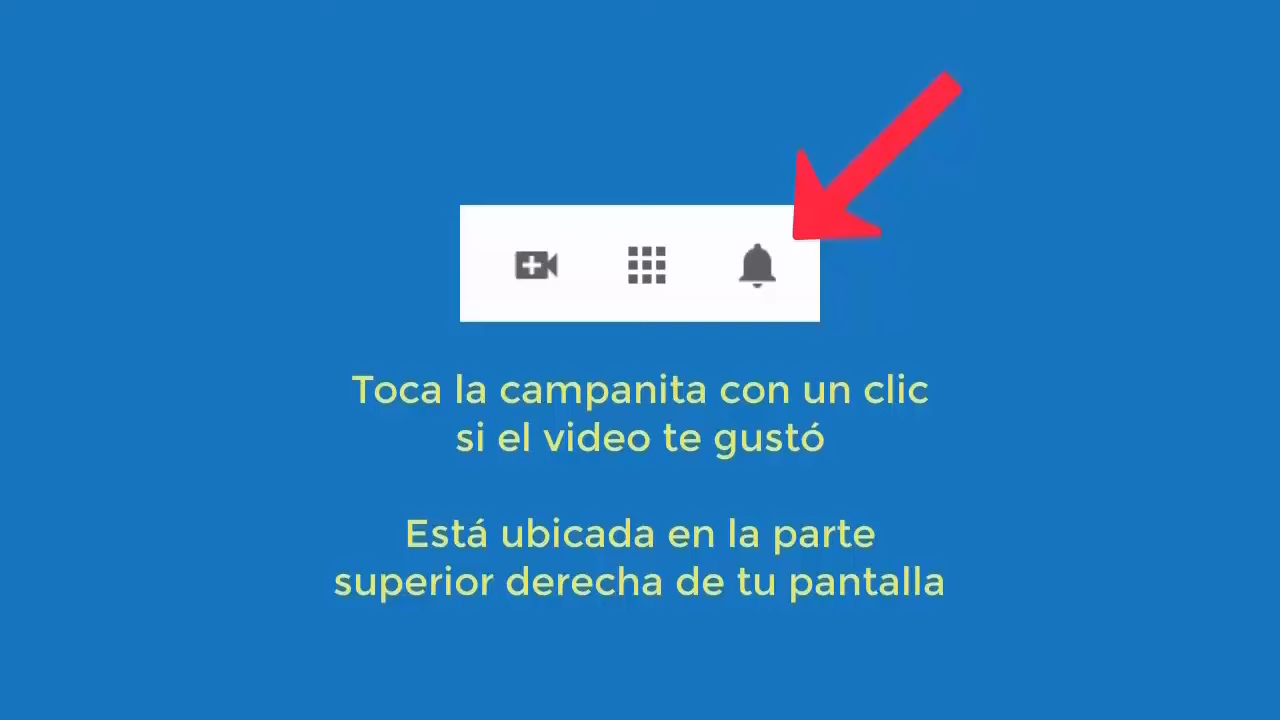 Toca la campanita con un clic
si el video te gustó
Está ubicada en la parte
superior derecha de tu pantalla